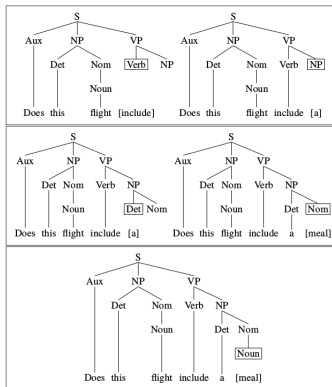 S S
Aux NP VP Aux NP VP
Det Nom Verb NP Det Nom Verb NP
Noun Noun
Does this flight [include] Does this flight include [a]
S S
Aux NP VP Aux NP VP
Det Nom Verb NP Det Nom Verb NP
Noun Det Nom Noun Det Nom
Does this flight include [a] Does this flight include a [meal]
S
Aux NP VP
Det Nom Verb NP
Noun Det Nom
Noun
Does this flight include a [meal]